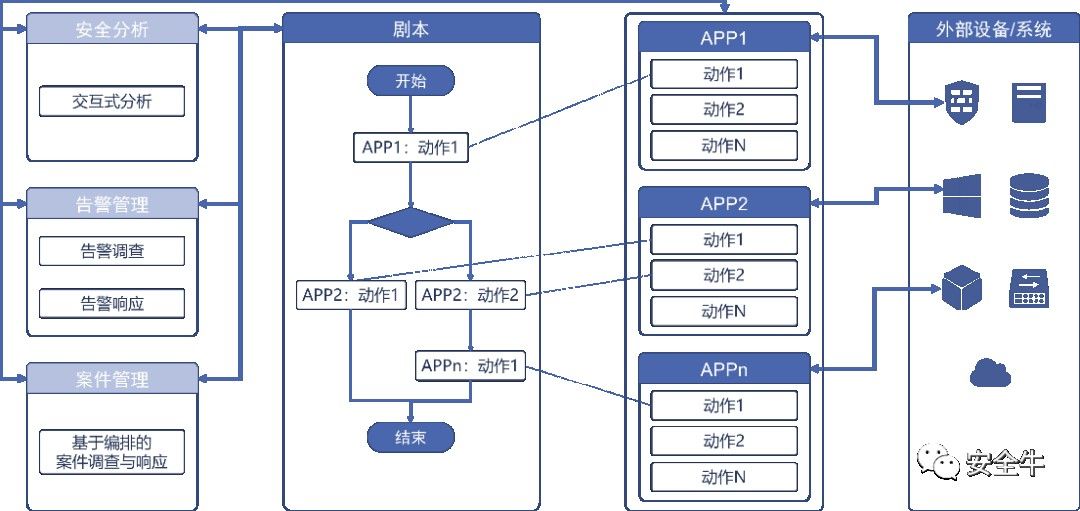 安全分析
交互式分析
告警管理
告警调查
告警响应
案件管理
基于编排的
案件调查与响应
剧本
开始
APP1：动作1
APP2：动作1
APP2：动作2
APPn：动作1
结束
APP1
动作1
动作2
动作N
APP2
动作1
动作2
动作N
APPn
动作1
动作2
动作N
外部设备/系统
安全牛